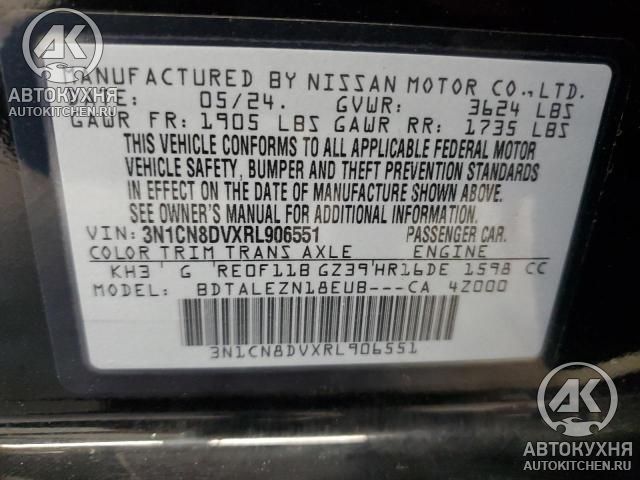 AK
АВТОКУХНЯ
AUTOKITCHEN.RU
MANUFACTURED BY NISSAN MOTOR CO.,LTD.
DATE: 05/24. GVWR: 3624 LBS
GAWR FR: 1905 LBS GAWR RR: 1735 LBS
THIS VEHICLE CONFORMS TO ALL APPLICABLE FEDERAL MOTOR
VEHICLE SAFETY, BUMPER AND THEFT PREVENTION STANDARDS
IN EFFECT ON THE DATE OF MANUFACTURE SHOWN ABOVE.
SEE OWNER'S MANUAL FOR ADDITIONAL INFORMATION.
VIN: 3N1CN8DVXRL906551 PASSENGER CAR.
COLOR TRIM TRANS AXLE ENGINE
KH3 G RE0F11B GZ39 HR16DE 1598 CC
MODEL: BDTALEZN18EUB---CA 4Z000
3N1CN8DVXRL906551
AK
АВТОКУХНЯ
AUTOKITCHEN.RU